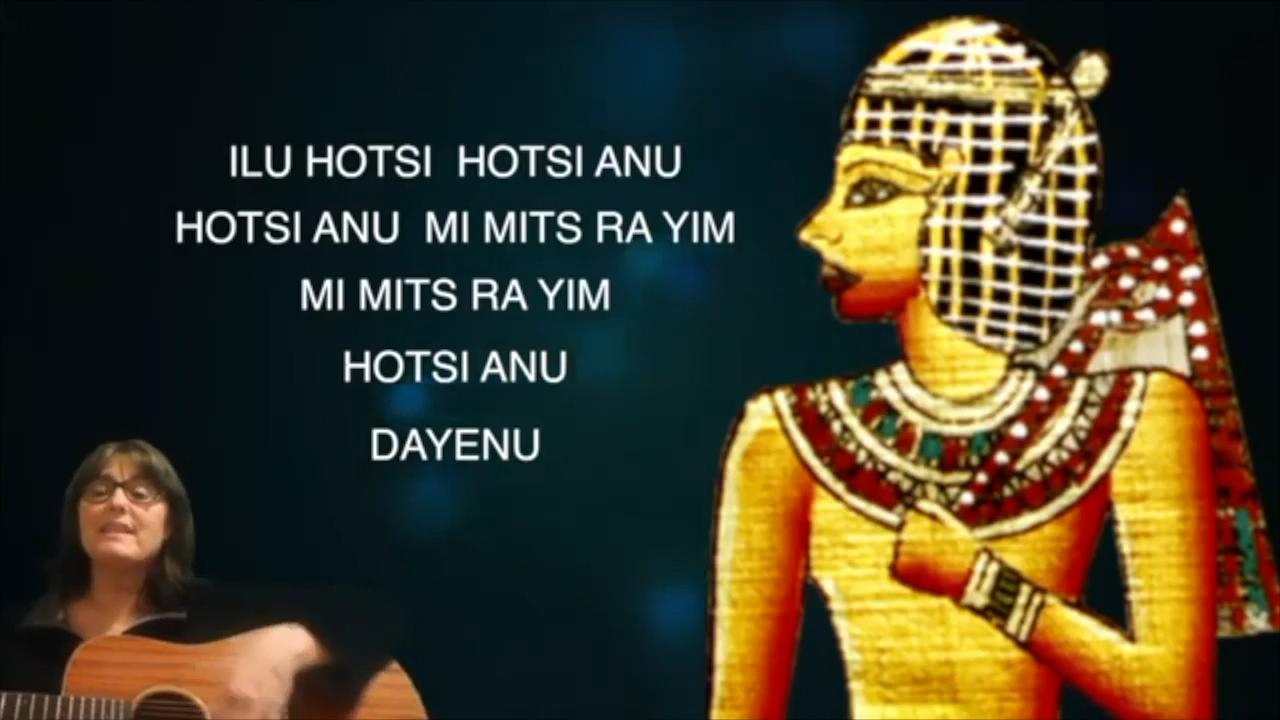 ILU HOTSI HOTSI ANU
HOTSI ANU MI MITS RA YIM
MI MITS RA YIM
HOTSI ANU
DAYENU